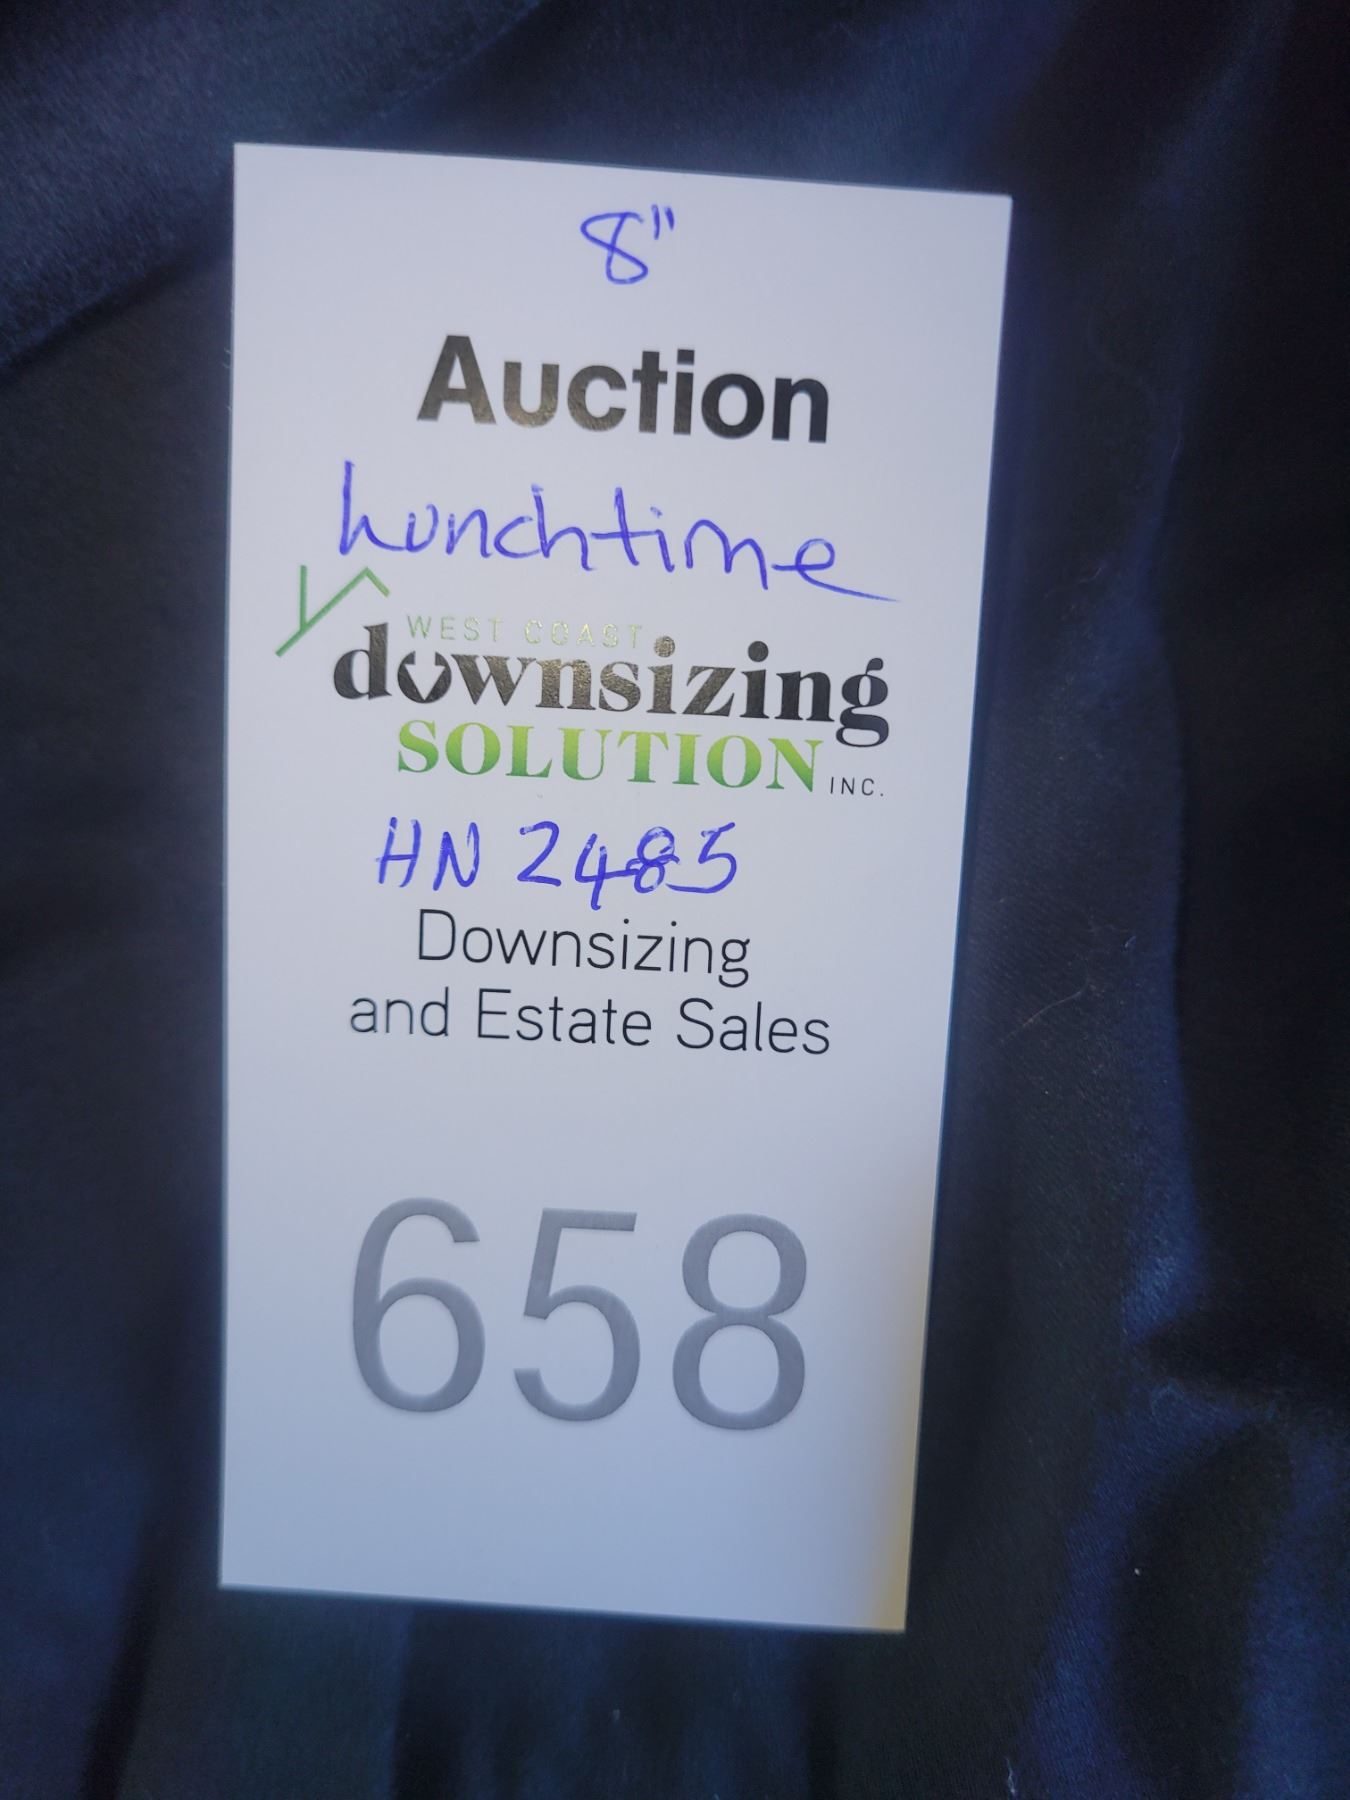 8"
Auction
Lunchtime
WEST COAST
downsizing
SOLUTION INC.
HN 2485
Downsizing
and Estate Sales
658